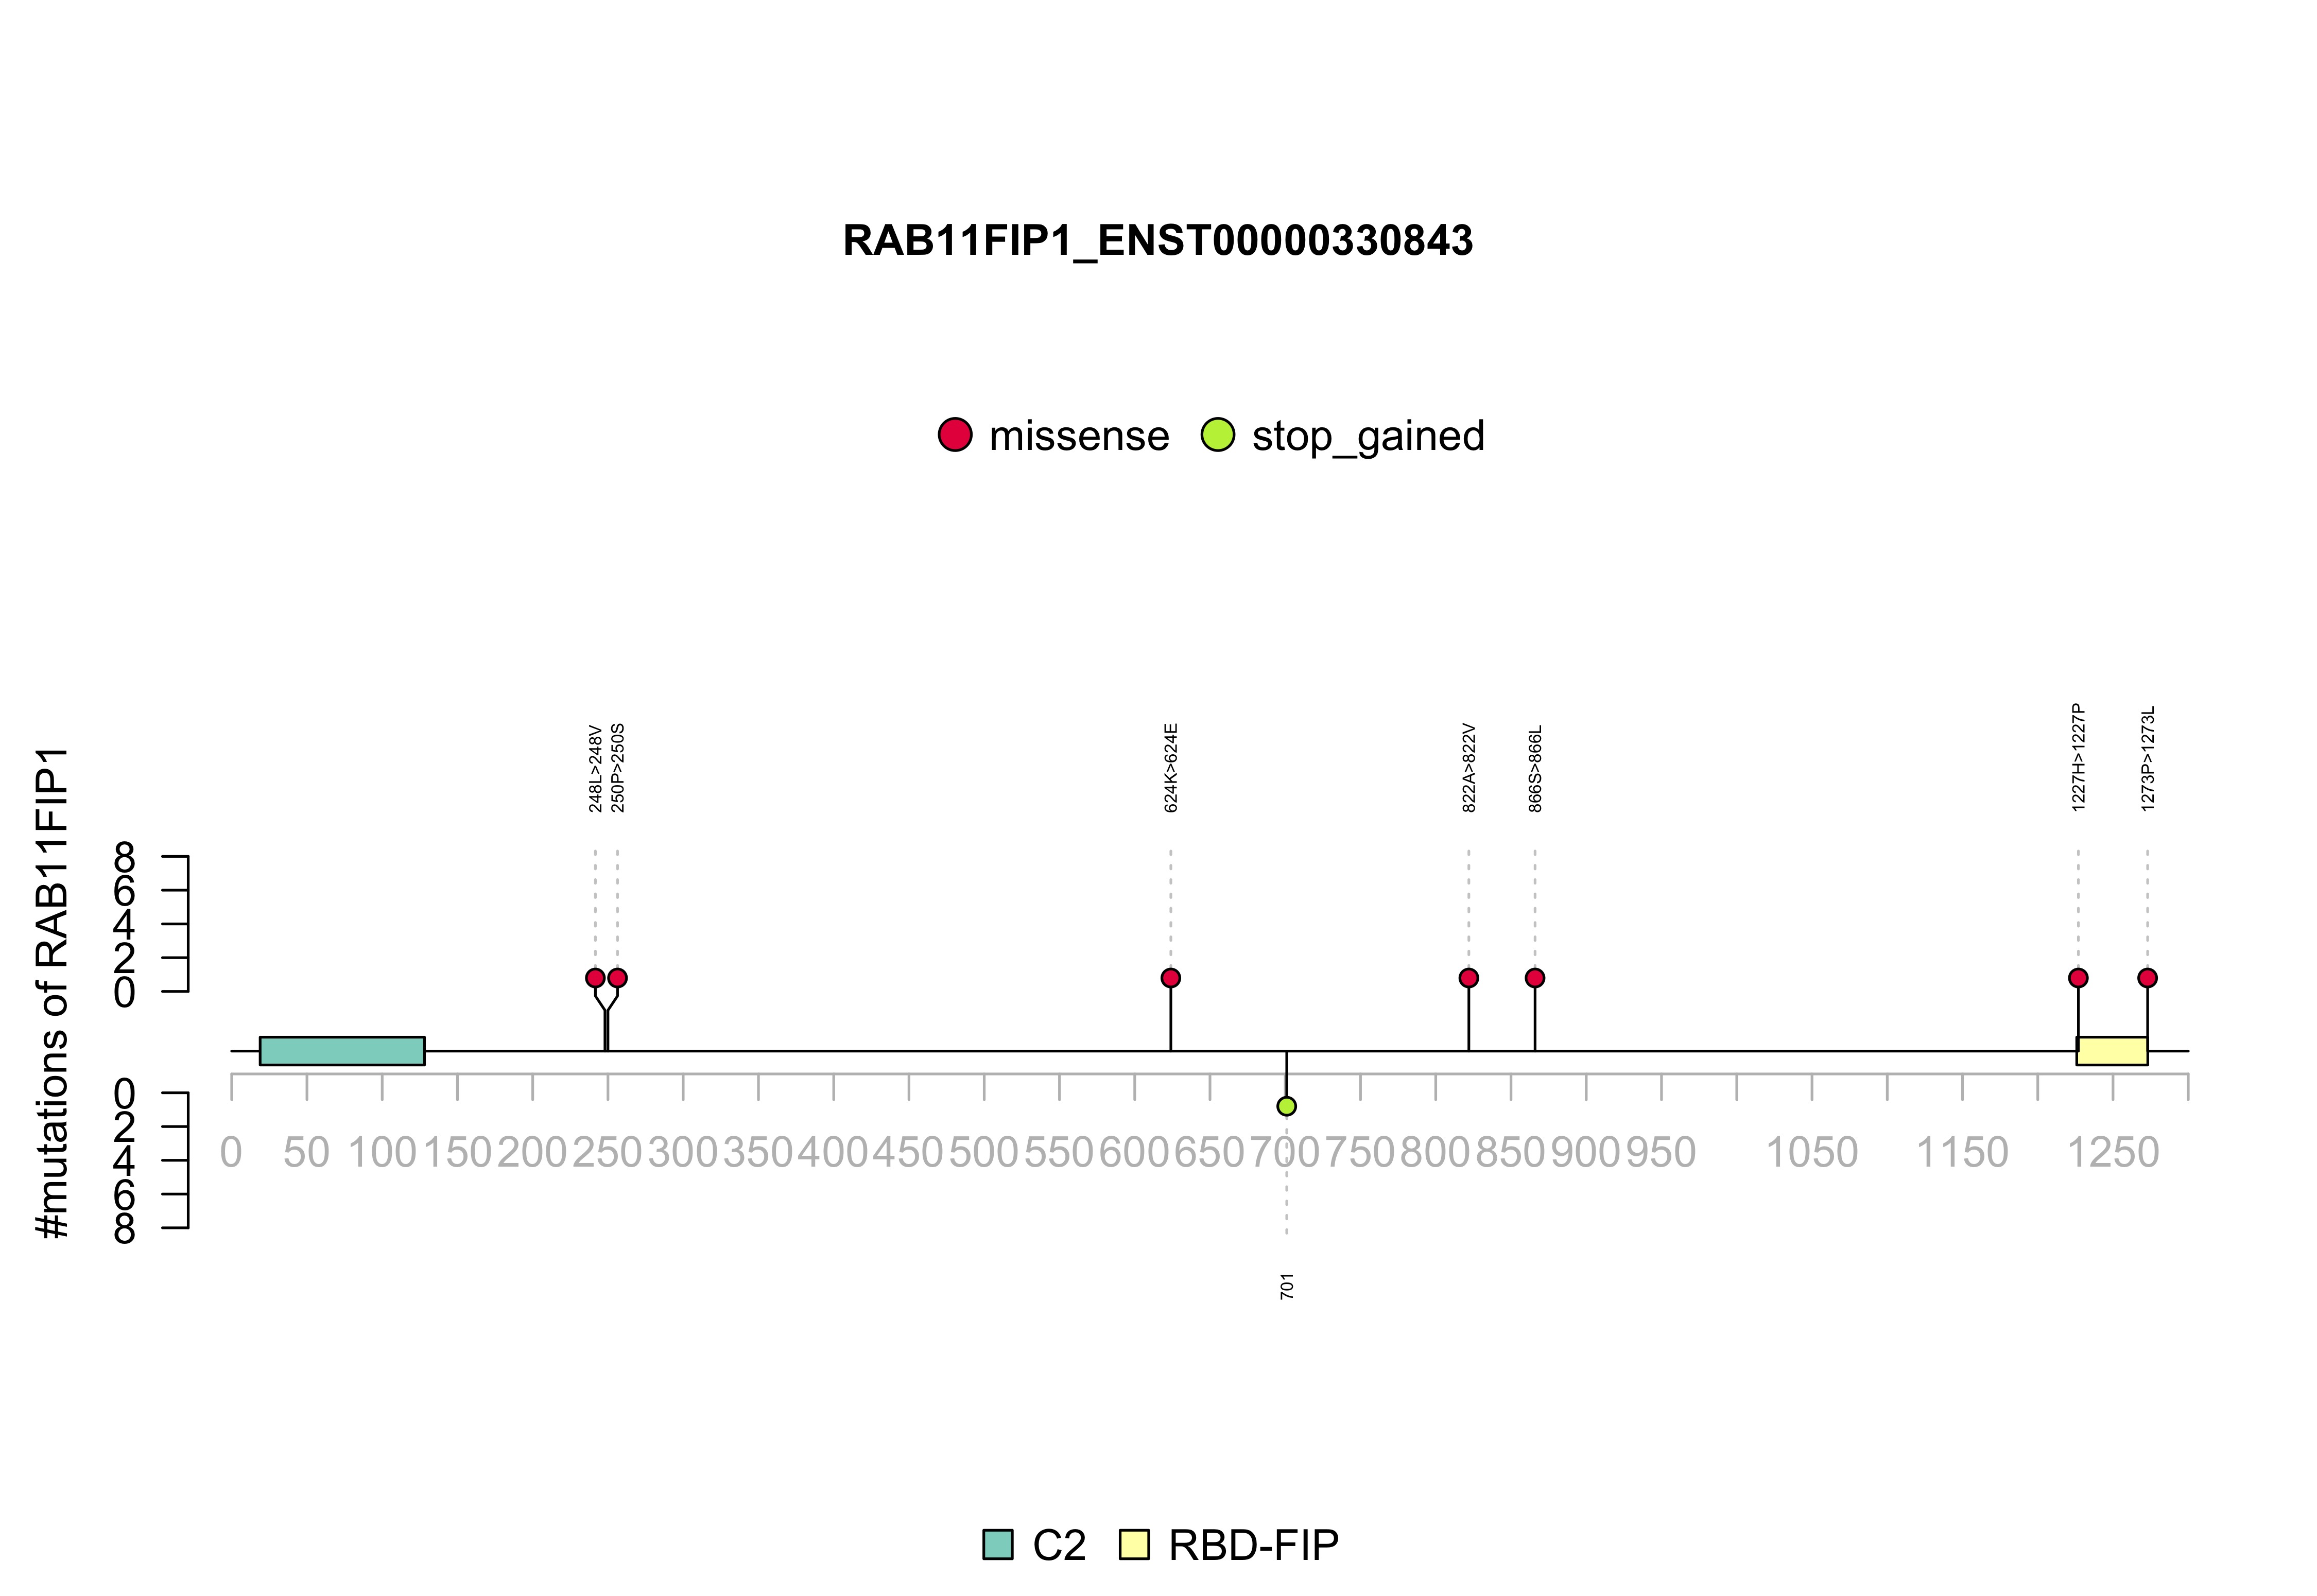 RAB11FIP1_ENST00000330843
missense stop_gained
248L>248V
250P>250S
624K>624E
822A>822V
866S>866L
1227H>1227P
1273P>1273L
#mutations of RAB11FIP1
8
6
4
2
0
0
2
4
6
8
0 50 100 150 200 250 300 350 400 450 500 550 600 650 700 750 800 850 900 950 1050 1150 1250
701
C2 RBD-FIP